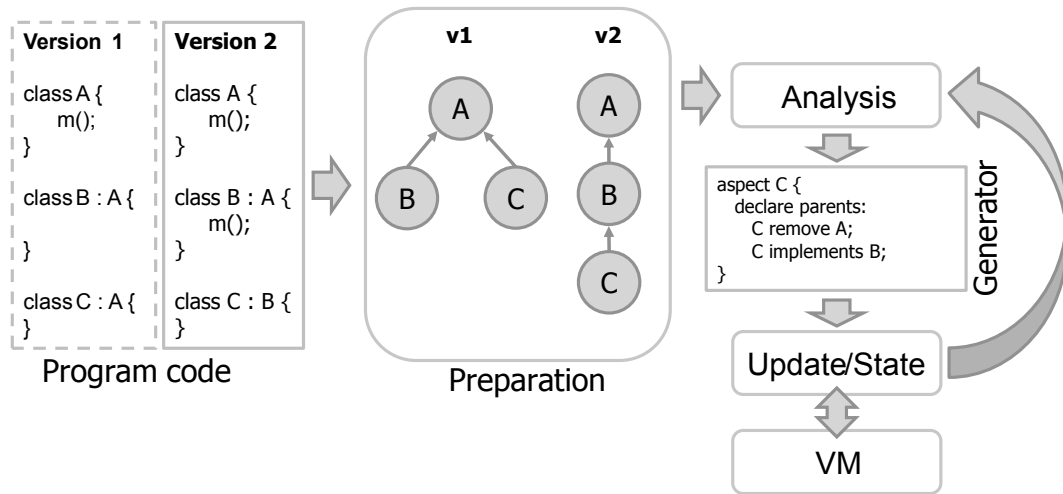 Version 1
class A {
m();
}
class B : A {
}
class C : A {
}
Version 2
class A {
m();
}
class B : A {
m();
}
class C : B {
}
Program code
v1
A
B
C
v2
A
B
C
Preparation
Analysis
aspect C {
declare parents:
C remove A;
C implements B;
}
Generator
Update/State
VM